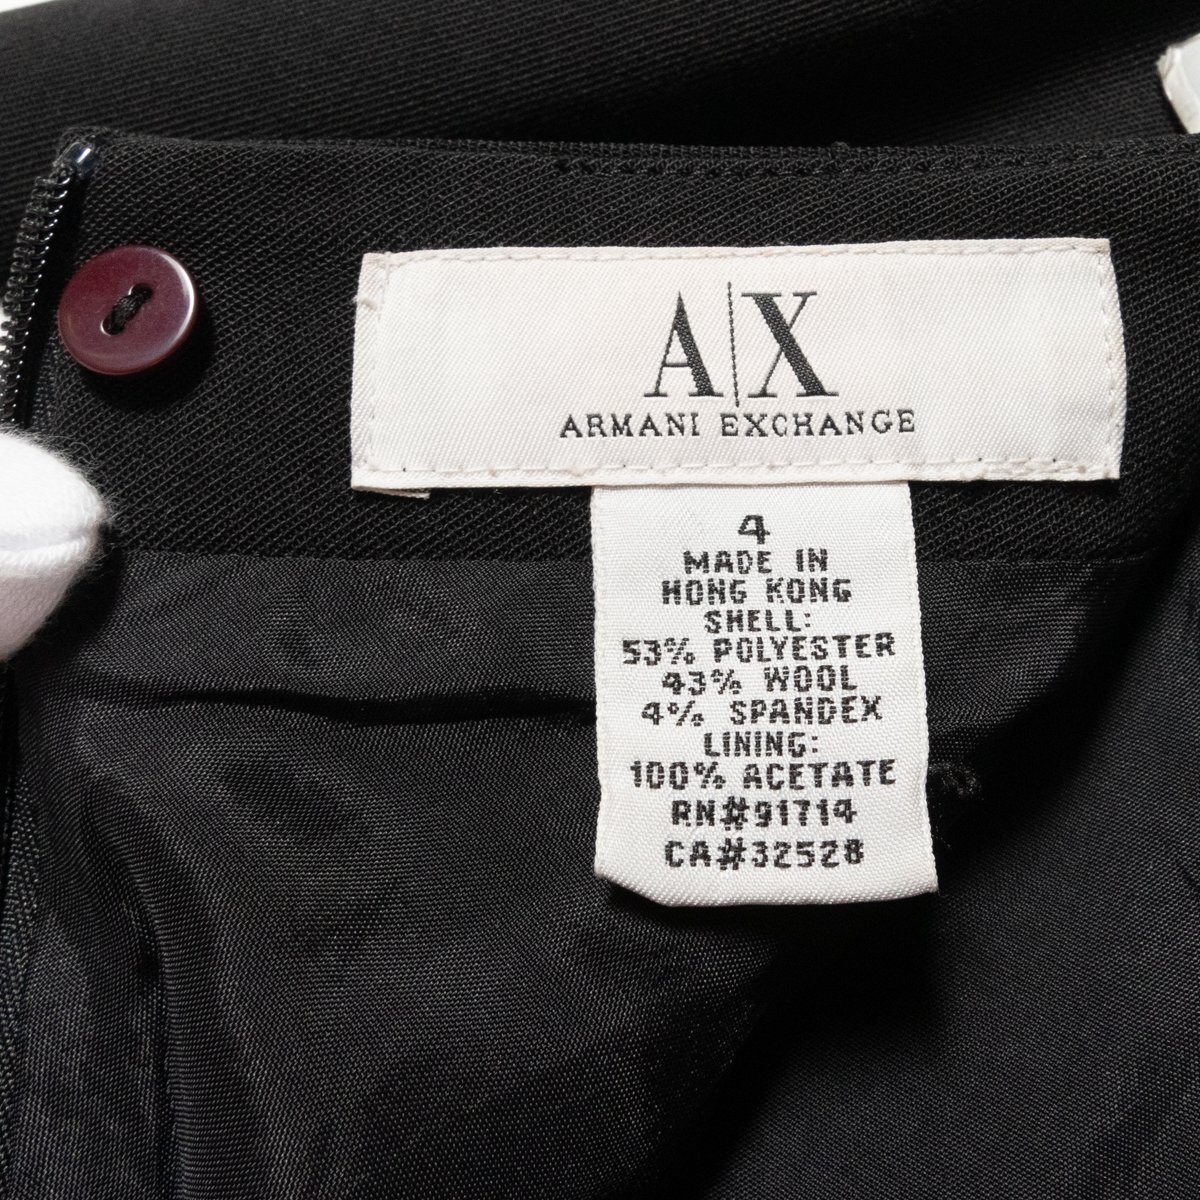 A|X
ARMANI EXCHANGE
4
MADE IN
HONG KONG
SHELL:
53% POLYESTER
43% WOOL
4% SPANDEX
LINING:
100% ACETATE
RN#91714
CA#32528